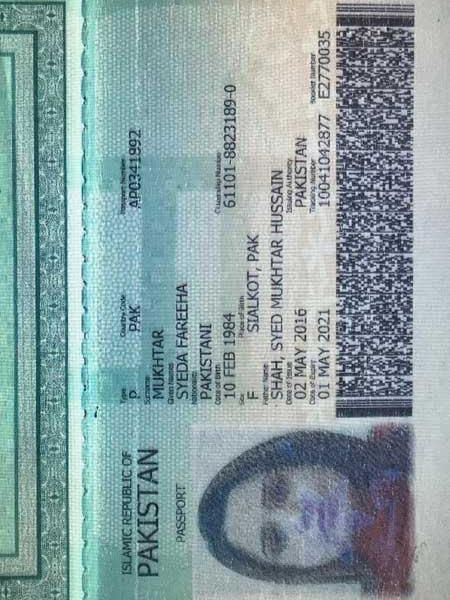 ISLAMIC REPUBLIC OF
PAKISTAN
PASSPORT
Type Country Code Passport Number
P PAK AP0341992
Surname
MUKHTAR
Given Names
SYEDA FAREEHA
Nationality
PAKISTANI
Date of Birth Citizenship Number
10 FEB 1984 61101-8823189-0
Sex Place of Birth
F SIALKOT, PAK
Father Name
SHAH, SYED MUKHTAR HUSSAIN
Date of Issue Issuing Authority
02 MAY 2016 PAKISTAN
Date of Expiry Tracking Number Booklet Number
01 MAY 2021 10041042877 E2770035